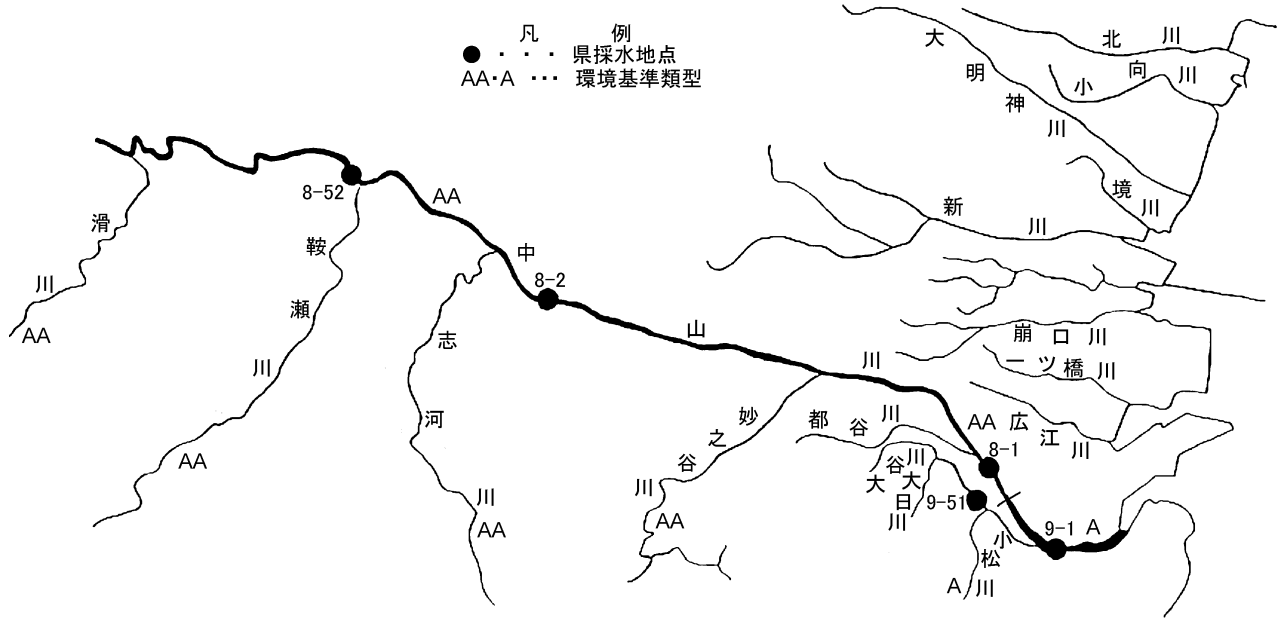 凡 例
● · · · 県採水地点
AA・A ··· 環境基準類型
北川
小向川
大明神川
境川
新川
崩口川
一ツ橋川
広江川
中山川
AA
AA
A
8-52
8-2
8-1
9-51
9-1
滑川
AA
鞍瀬川
AA
志河川
AA
妙之谷川
AA
都谷川
大谷川
大日川
小松川
A